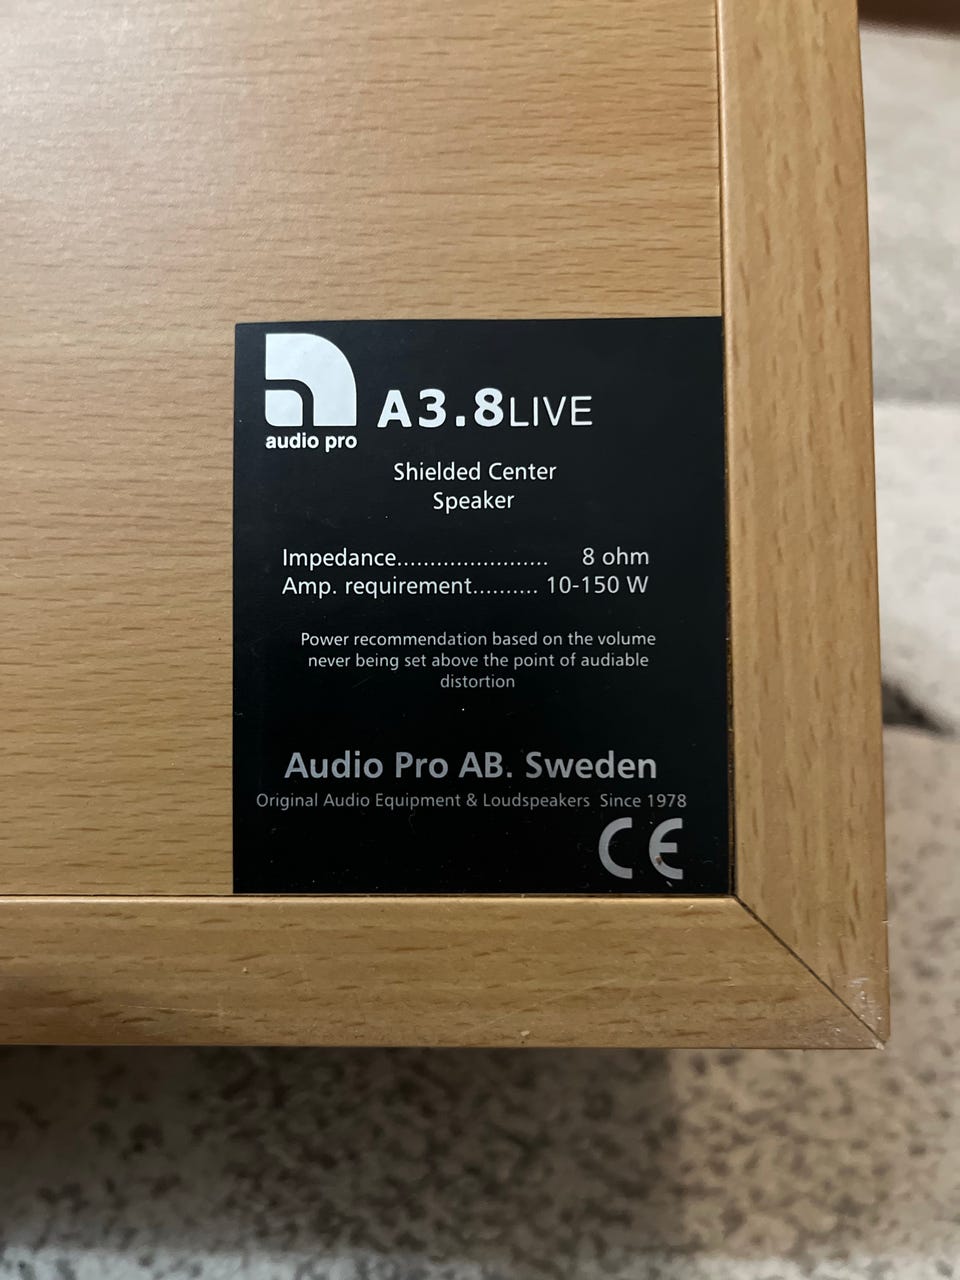 audio pro
A3.8LIVE
Shielded Center
Speaker
Impedance....................... 8 ohm
Amp. requirement.......... 10-150 W
Power recommendation based on the volume
never being set above the point of audiable
distortion
Audio Pro AB. Sweden
Original Audio Equipment & Loudspeakers Since 1978
CE